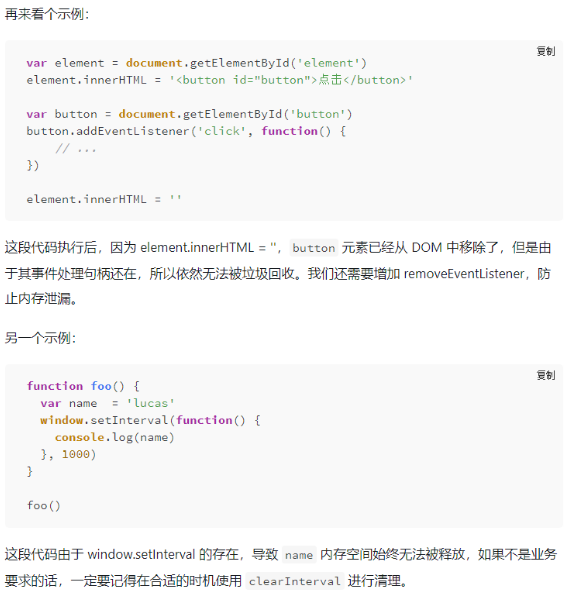 再来看个示例：
复制
var element = document.getElementById('element')
element.innerHTML = '<button id="button">点击</button>'
var button = document.getElementById('button')
button.addEventListener('click', function() {
// ...
})
element.innerHTML = ''
这段代码执行后，因为 element.innerHTML = ''， button 元素已经从 DOM 中移除了，但是由
于其事件处理句柄还在，所以依然无法被垃圾回收。我们还需要增加 removeEventListener，防
止内存泄漏。
另一个示例：
复制
function foo() {
var name  = 'lucas'
window.setInterval(function() {
console.log(name)
}, 1000)
}
foo()
这段代码由于 window.setInterval 的存在，导致 name 内存空间始终无法被释放，如果不是业务
要求的话，一定要记得在合适的时机使用 clearInterval 进行清理。